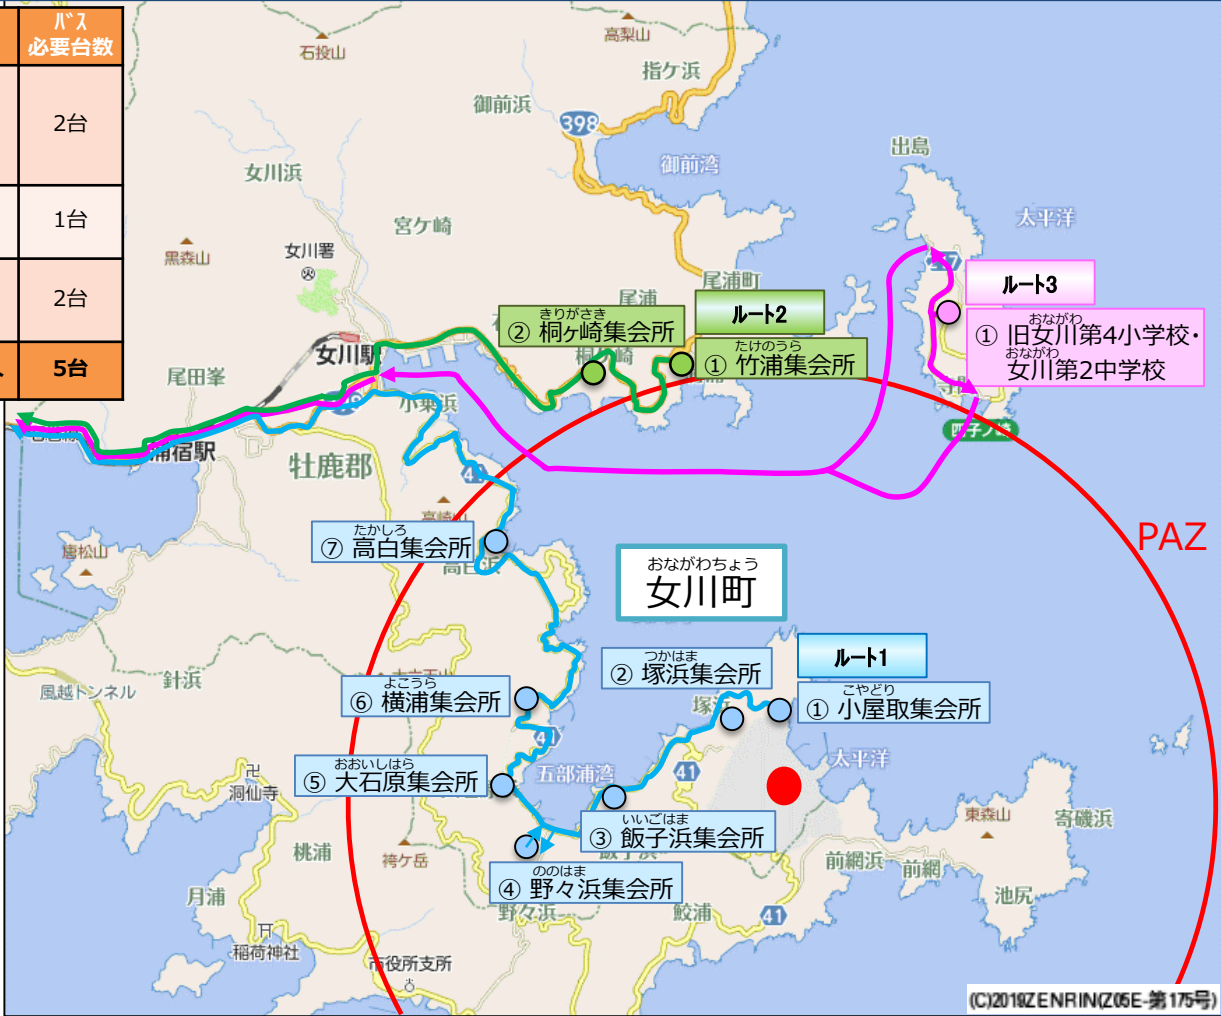 バス
必要台数
2台
1台
2台
5台
石投山
高梨山
指ケ浜
御前浜
398
出島
御前湾
女川浜
太平洋
宮ケ崎
黒森山
女川署
尾浦町
尾浦
ルート3
おながわ
① 旧女川第4小学校・
おながわ
女川第2中学校
きりがさき
② 桐ヶ崎集会所
ルート2
たけのうら
① 竹浦集会所
女川駅
尾田峯
小乗浜
浦宿駅
四子ノ崎
牡鹿郡
41
PAZ
高崎山
たかしろ
⑦ 高白集会所
高白浜
唐松山
おながわちょう
女川町
ルート1
つかはま
② 塚浜集会所
こやどり
① 小屋取集会所
塚浜
針浜
風越トンネル
よこうら
⑥ 横浦集会所
41
太平洋
五部浦湾
41
おおいしはら
⑤ 大石原集会所
洞仙寺
東森山
寄磯浜
いいごはま
③ 飯子浜集会所
飯子浜
桃浦
袴ケ岳
前網浜
前網
ののはま
④ 野々浜集会所
月浦
池尻
野々浜
鮫浦
41
稲荷神社
市役所支所
(C)2019ZENRIN(Z05E-第175号)